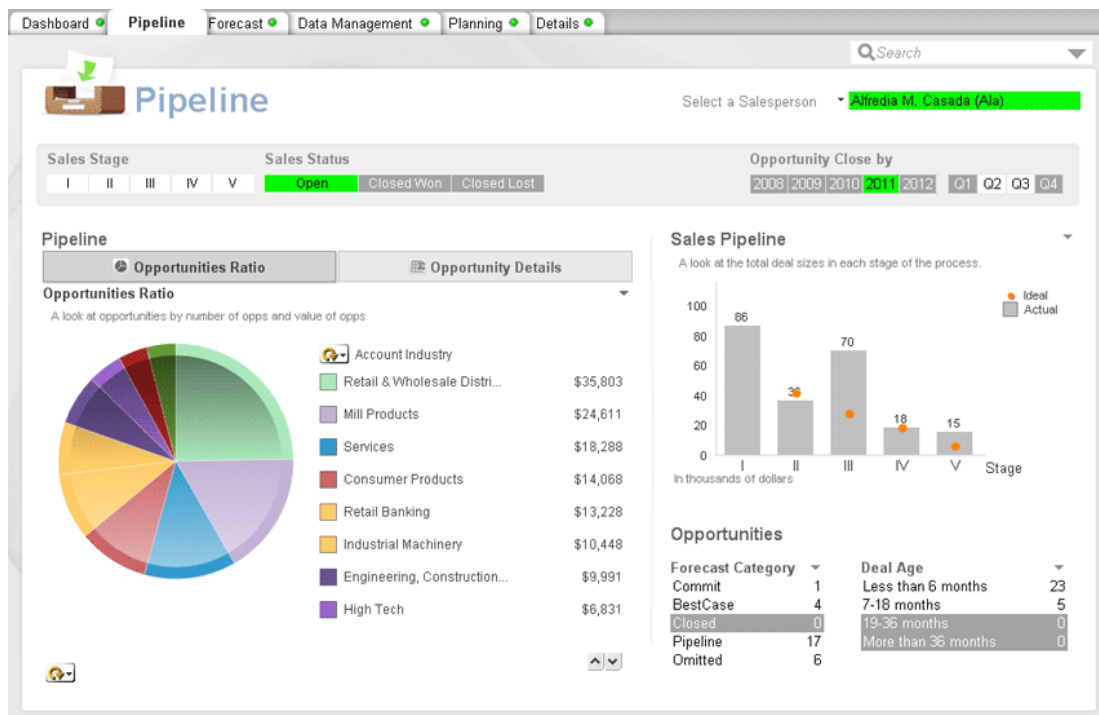 Dashboard Pipeline Forecast Data Management Planning Details
Search
Pipeline
Select a Salesperson Alfredia M. Casada (Ala)
Sales Stage Sales Status Opportunity Close by
I II III IV V Open Closed Won Closed Lost 2008 2009 2010 2011 2012 Q1 Q2 Q3 Q4
Pipeline
Opportunities Ratio Opportunity Details
Opportunities Ratio
A look at opportunities by number of opps and value of opps
Account Industry
Retail & Wholesale Distri... $35,803
Mill Products $24,611
Services $18,288
Consumer Products $14,068
Retail Banking $13,228
Industrial Machinery $10,448
Engineering, Construction... $9,991
High Tech $6,831
Sales Pipeline
A look at the total deal sizes in each stage of the process.
Ideal
Actual
100
80
60
40
20
0
86
70
18
15
I II III IV V Stage
In thousands of dollars
Opportunities
Forecast Category Deal Age
Commit 1 Less than 6 months 23
BestCase 4 7-18 months 5
Closed 0 19-36 months 0
Pipeline 17 More than 36 months 0
Omitted 6